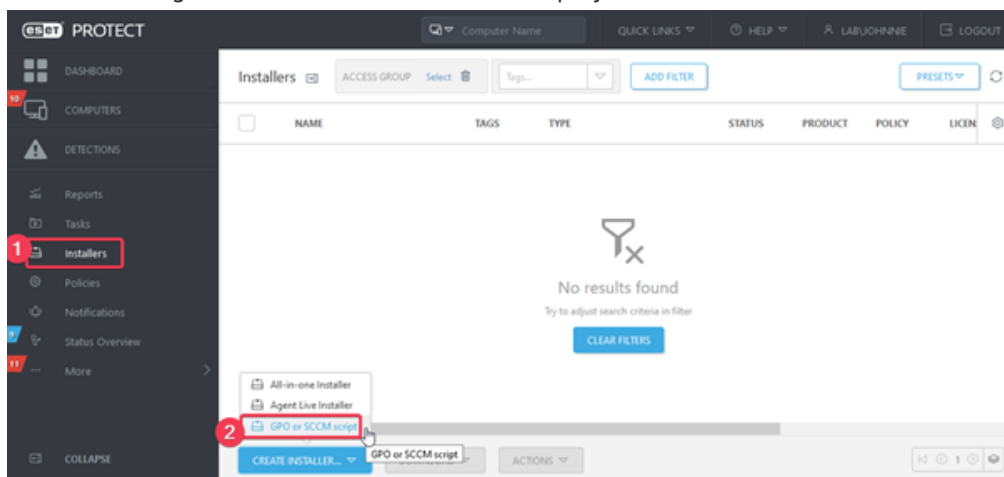 eset PROTECT
Computer Name
QUICK LINKS
HELP
LAB\JOHNNIE
LOGOUT
DASHBOARD
10
COMPUTERS
DETECTIONS
Reports
Tasks
1
Installers
Policies
Notifications
Status Overview
11
More
COLLAPSE
Installers
ACCESS GROUP Select
Tags...
ADD FILTER
PRESETS
NAME TAGS TYPE STATUS PRODUCT POLICY LICEN
No results found
Try to adjust search criteria in filter
CLEAR FILTERS
All-in-one Installer
Agent Live Installer
2
GPO or SCCM script
GPO or SCCM script
CREATE INSTALLER...
ACTIONS
1